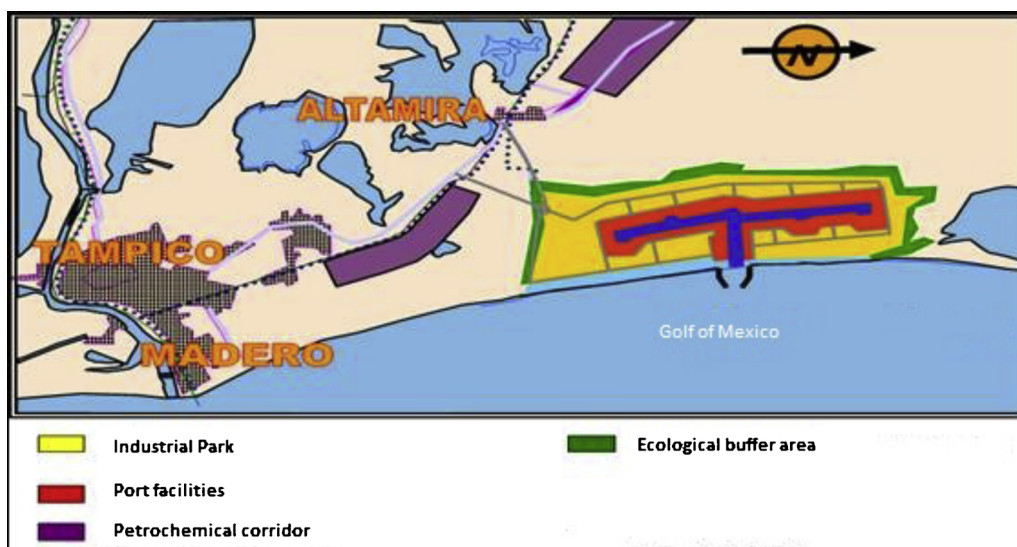 N
ALTAMIRA
TAMPICO
MADERO
Golf of Mexico
Industrial Park
Ecological buffer area
Port facilities
Petrochemical corridor